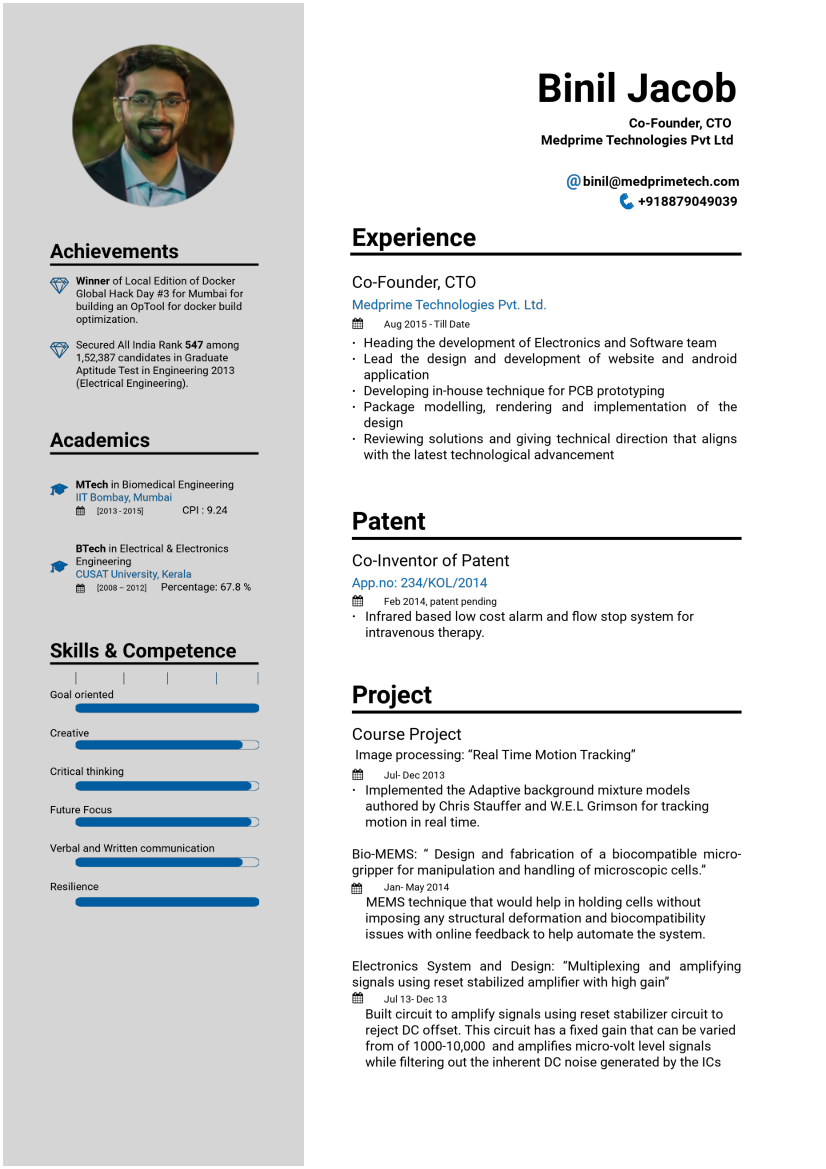 Binil Jacob
Co-Founder, CTO
Medprime Technologies Pvt Ltd
@ binil@medprimetech.com
+918879049039
Achievements
Winner of Local Edition of Docker
Global Hack Day #3 for Mumbai for
building an OpTool for docker build
optimization.
Secured All India Rank 547 among
1,52,387 candidates in Graduate
Aptitude Test in Engineering 2013
(Electrical Engineering).
Academics
MTech in Biomedical Engineering
IIT Bombay, Mumbai
[2013 - 2015] CPI : 9.24
BTech in Electrical & Electronics
Engineering
CUSAT University, Kerala
[2008 – 2012] Percentage: 67.8 %
Skills & Competence
Goal oriented
Creative
Critical thinking
Future Focus
Verbal and Written communication
Resilience
Experience
Co-Founder, CTO
Medprime Technologies Pvt. Ltd.
Aug 2015 - Till Date
· Heading the development of Electronics and Software team
· Lead the design and development of website and android
application
· Developing in-house technique for PCB prototyping
· Package modelling, rendering and implementation of the
design
· Reviewing solutions and giving technical direction that aligns
with the latest technological advancement
Patent
Co-Inventor of Patent
App.no: 234/KOL/2014
Feb 2014, patent pending
· Infrared based low cost alarm and flow stop system for
intravenous therapy.
Project
Course Project
Image processing: “Real Time Motion Tracking”
Jul- Dec 2013
· Implemented the Adaptive background mixture models
authored by Chris Stauffer and W.E.L Grimson for tracking
motion in real time.
Bio-MEMS: “ Design and fabrication of a biocompatible micro-
gripper for manipulation and handling of microscopic cells.”
Jan- May 2014
MEMS technique that would help in holding cells without
imposing any structural deformation and biocompatibility
issues with online feedback to help automate the system.
Electronics System and Design: “Multiplexing and amplifying
signals using reset stabilized amplifier with high gain”
Jul 13- Dec 13
Built circuit to amplify signals using reset stabilizer circuit to
reject DC offset. This circuit has a fixed gain that can be varied
from of 1000-10,000 and amplifies micro-volt level signals
while filtering out the inherent DC noise generated by the ICs